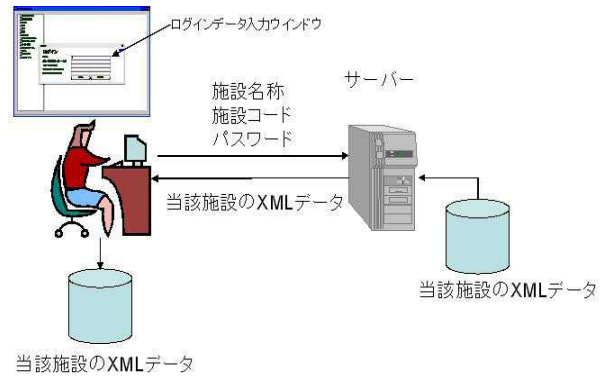 ログインデータ入力ウインドウ
ログイン
施設名称
施設コード
パスワード
サーバー
当該施設のXMLデータ
当該施設のXMLデータ
当該施設のXMLデータ